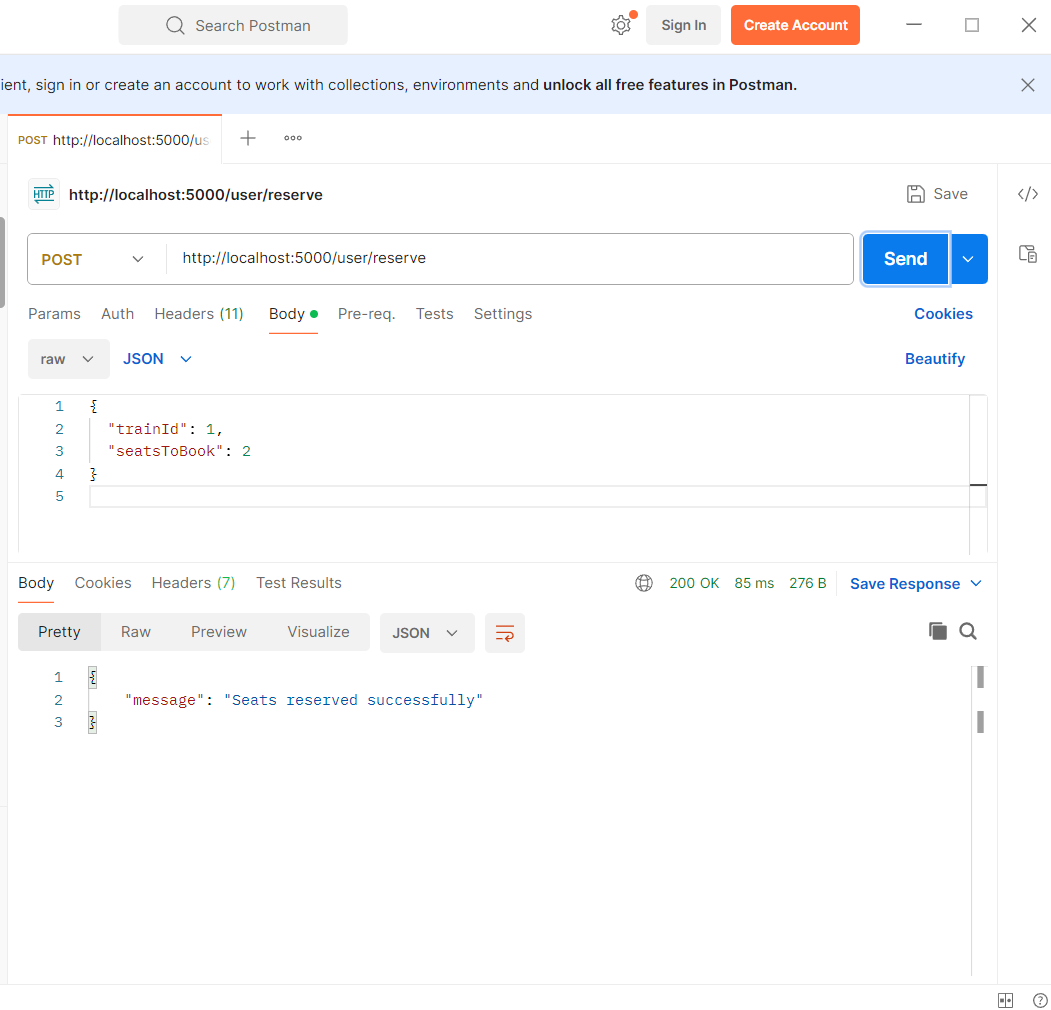 Search Postman
Sign In
Create Account
ient, sign in or create an account to work with collections, environments and unlock all free features in Postman.
POST http://localhost:5000/us
HTTP http://localhost:5000/user/reserve
Save
</>
POST http://localhost:5000/user/reserve
Send
Params Auth Headers (11) Body Pre-req. Tests Settings Cookies
raw JSON Beautify
1 {
2 "trainId": 1,
3 "seatsToBook": 2
4 }
5
Body Cookies Headers (7) Test Results 200 OK 85 ms 276 B Save Response
Pretty Raw Preview Visualize JSON
1 {
2 "message": "Seats reserved successfully"
3 }